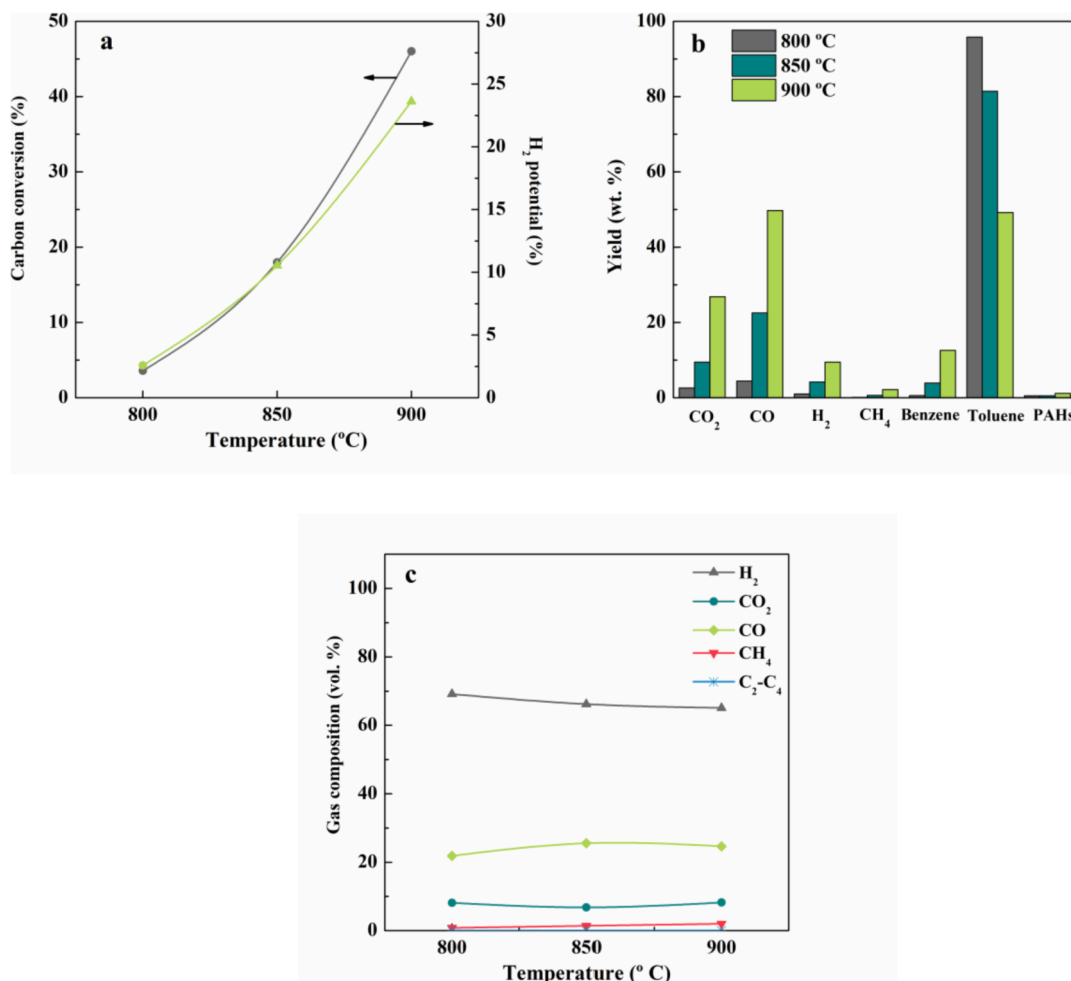 a
50
40
30
20
10
0
Carbon conversion (%)
30
25
20
15
10
5
0
H₂ potential (%)
800 850 900
Temperature (ºC)
b
800 ºC
850 ºC
900 ºC
100
80
60
40
20
0
Yield (wt. %)
CO₂ CO H₂ CH₄ Benzene Toluene PAHs
c
H₂
CO₂
CO
CH₄
C₂-C₄
100
80
60
40
20
0
Gas composition (vol. %)
800 850 900
Temperature (º C)